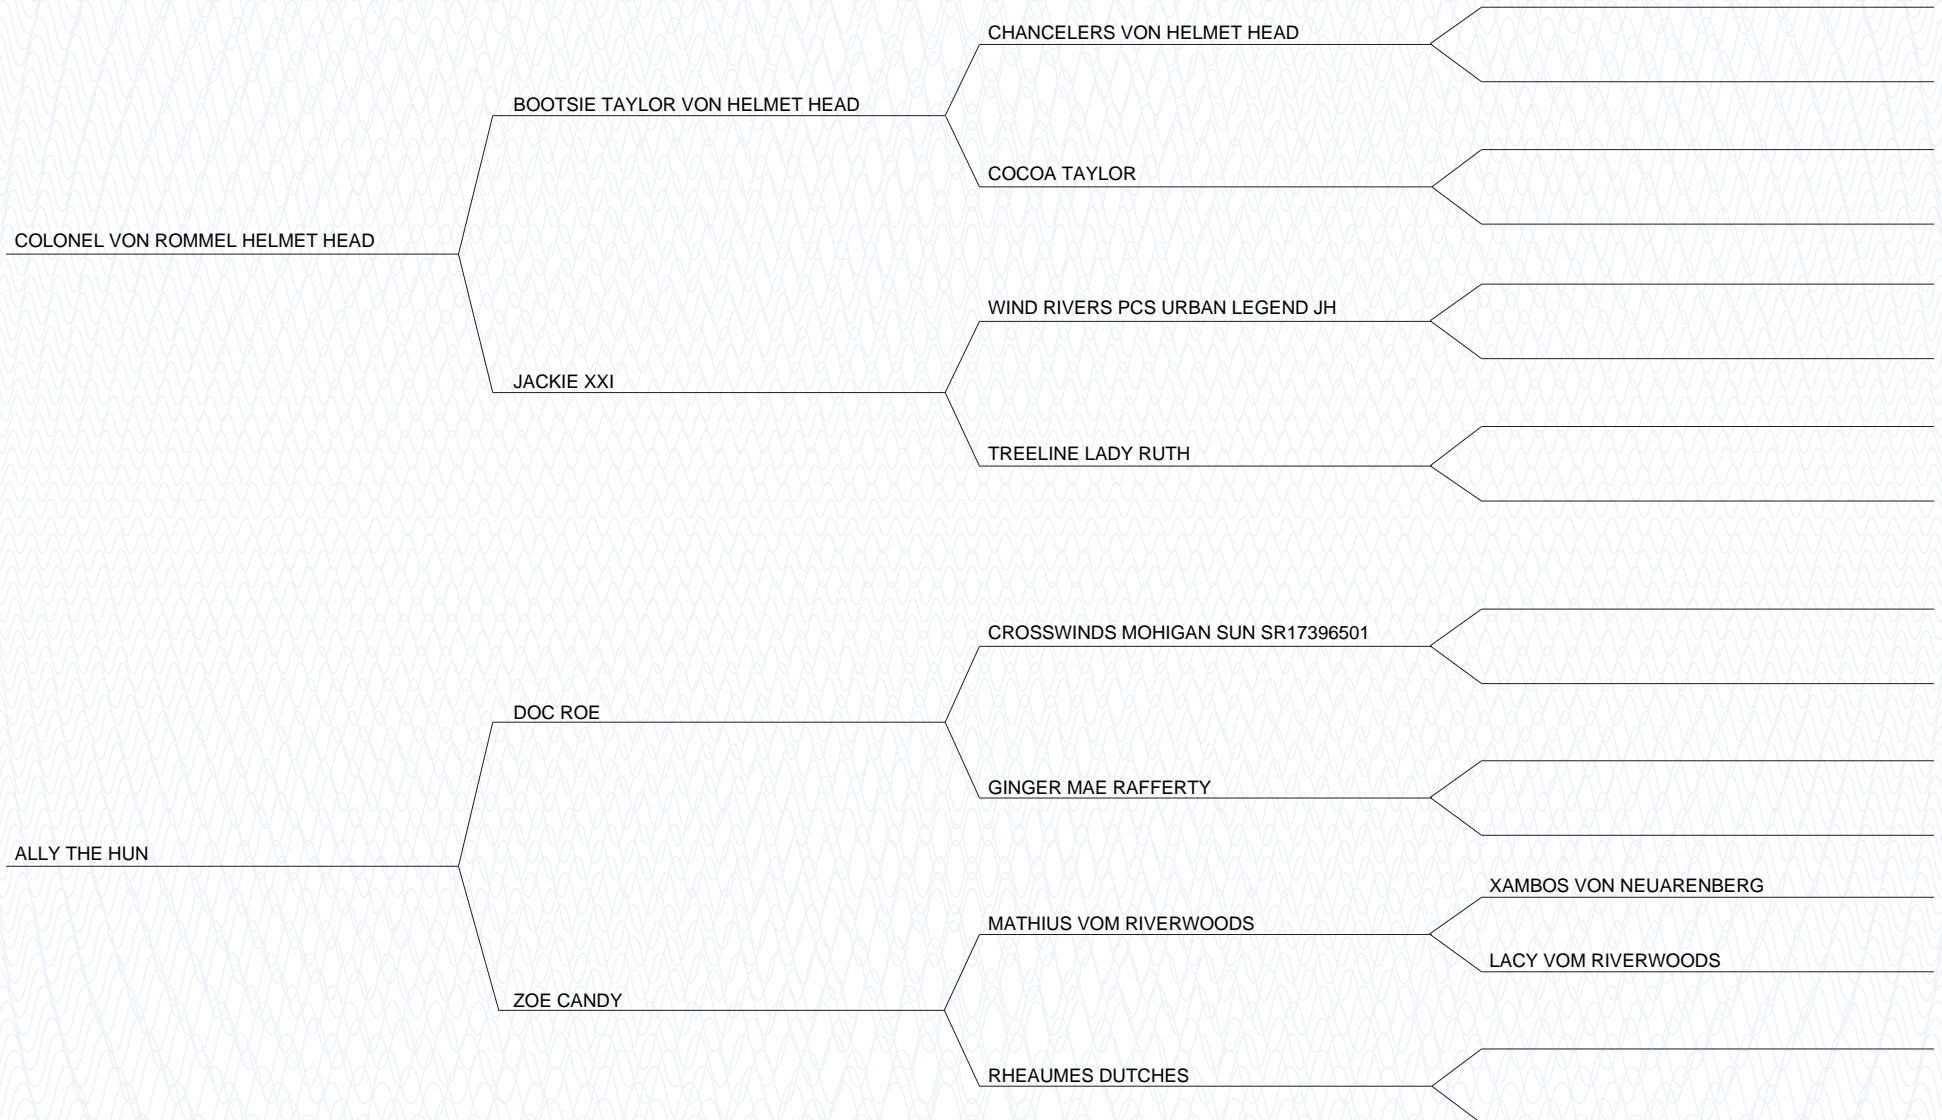 CHANCELERS VON HELMET HEAD
BOOTSIE TAYLOR VON HELMET HEAD
COCOA TAYLOR
COLONEL VON ROMMEL HELMET HEAD
WIND RIVERS PCS URBAN LEGEND JH
JACKIE XXI
TREELINE LADY RUTH
CROSSWINDS MOHIGAN SUN SR17396501
DOC ROE
GINGER MAE RAFFERTY
ALLY THE HUN
XAMBOS VON NEUARENBERG
MATHIUS VOM RIVERWOODS
LACY VOM RIVERWOODS
ZOE CANDY
RHEAUMES DUTCHES